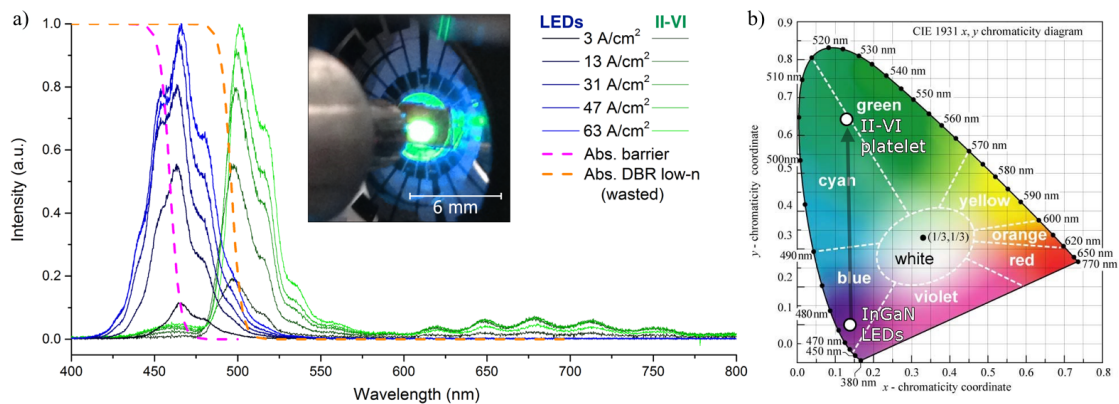 a)
LEDs II-VI
3 A/cm²
13 A/cm²
31 A/cm²
47 A/cm²
63 A/cm²
Abs. barrier
Abs. DBR low-n
(wasted)
6 mm
Intensity (a.u.)
1.0
0.8
0.6
0.4
0.2
0.0
400 450 500 550 600 650 700 750 800
Wavelength (nm)
b)
CIE 1931 x, y chromaticity diagram
y - chromaticity coordinate
0.9
0.8
0.7
0.6
0.5
0.4
0.3
0.2
0.1
0.0
520 nm
530 nm
510 nm
540 nm
550 nm
green
560 nm
II-VI
platelet
570 nm
500nm
580 nm
cyan
yellow
590 nm
600 nm
(1/3,1/3)
orange
620 nm
490nm
white
red
650 nm
770 nm
blue
violet
480nm
InGaN
LEDs
470 nm
450 nm
380 nm
0.0 0.1 0.2 0.3 0.4 0.5 0.6 0.7 0.8
x - chromaticity coordinate